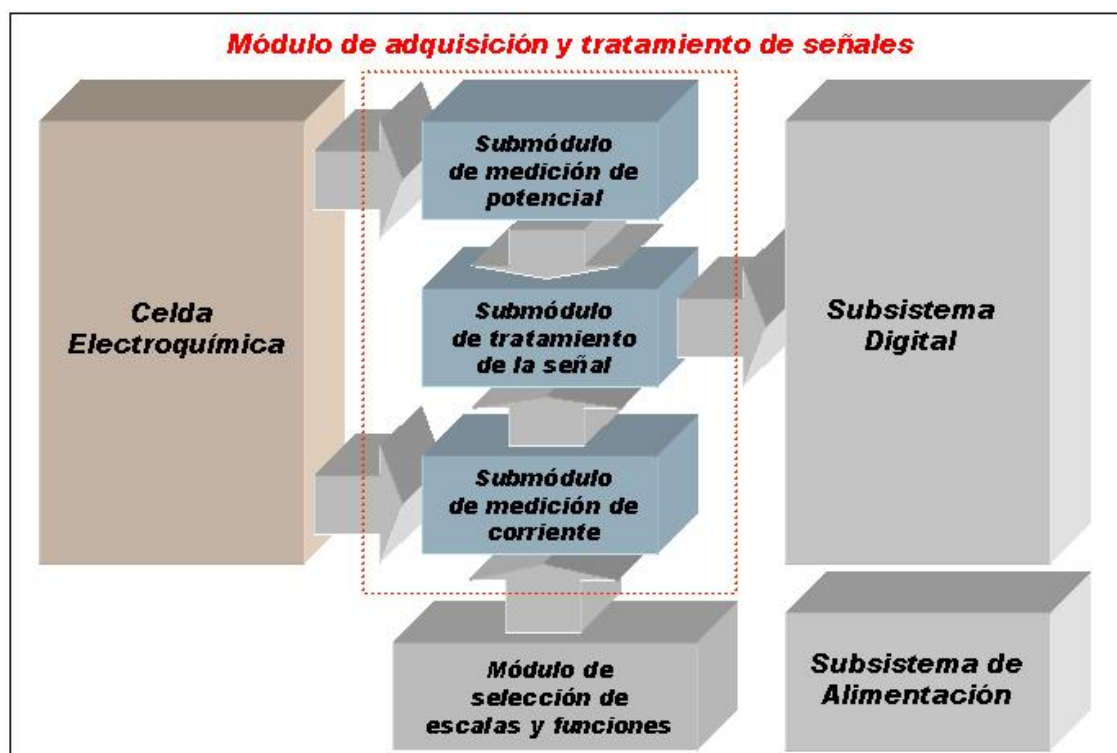 Módulo de adquisición y tratamiento de señales
Submódulo
de medición de
potencial
Celda
Electroquímica
Submódulo
de tratamiento
de la señal
Subsistema
Digital
Submódulo
de medición de
corriente
Módulo de
selección de
escalas y funciones
Subsistema de
Alimentación